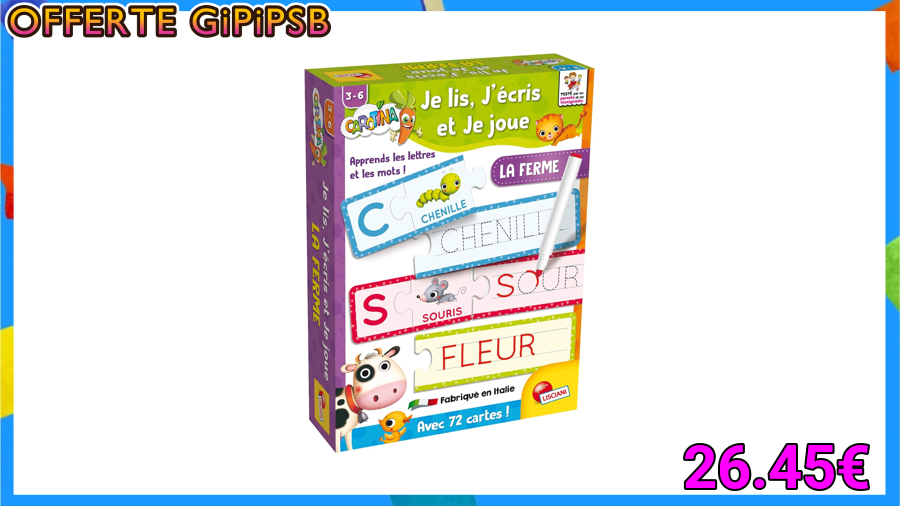 OFFERTE GiPiPSB
3-6
CAROTINA
Je lis, J'écris
et Je joue
Apprends les lettres
et les mots !
LA FERME
C
CHENILLE
CHENILL
S
SOURIS
SOUR
FLEUR
Fabriqué en Italie
LISCIANI
Avec 72 cartes !
Je lis, J'écris et Je joue
LA FERME
26.45€